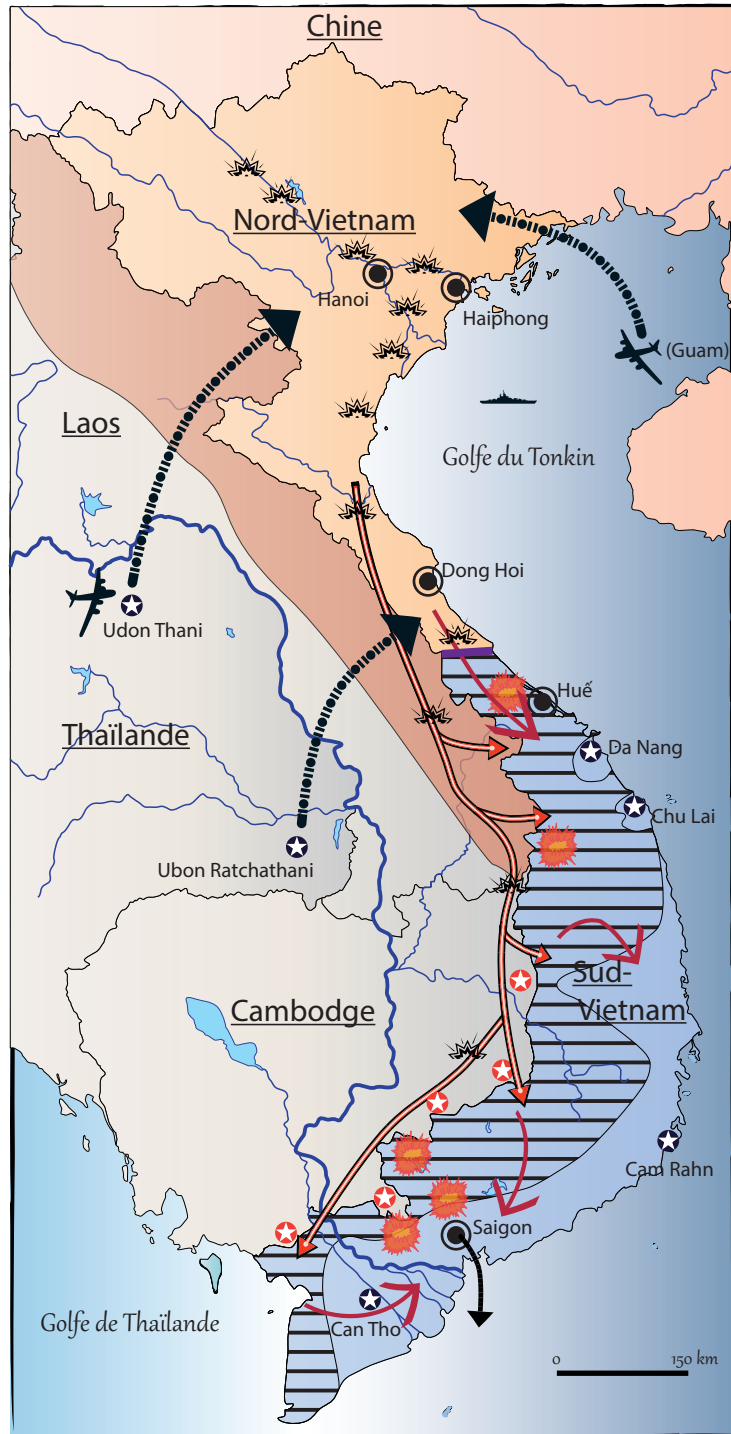 Chine
Nord-Vietnam
Hanoi
Haiphong
(Guam)
Laos
Golfe du Tonkin
Dong Hoi
Udon Thani
Huế
Thaïlande
Da Nang
Chu Lai
Ubon Ratchathani
Sud-
Vietnam
Cambodge
Cam Rahn
Saigon
Golfe de Thaïlande
Can Tho
0 150 km